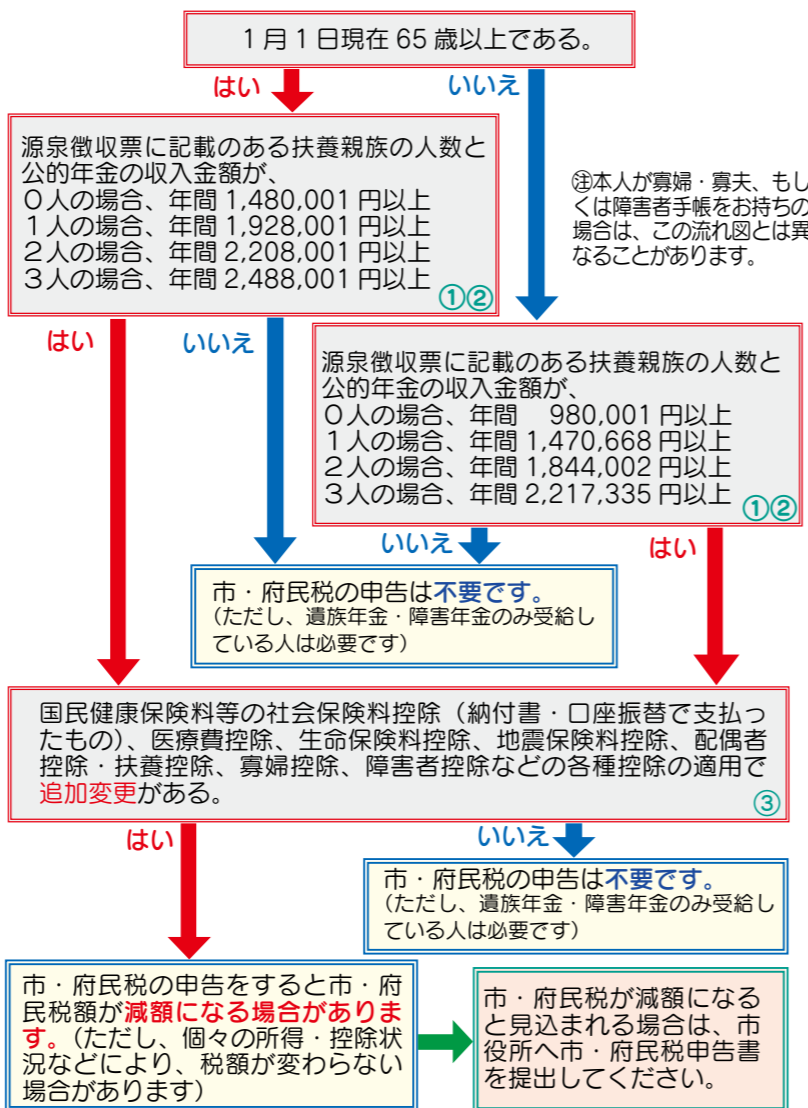 1月1日現在65歳以上である。
はい
いいえ
源泉徴収票に記載のある扶養親族の人数と
公的年金の収入金額が、
0人の場合、年間1,480,001円以上
1人の場合、年間1,928,001円以上
2人の場合、年間2,208,001円以上
3人の場合、年間2,488,001円以上
①②
㊟本人が寡婦・寡夫、もし
くは障害者手帳をお持ちの
場合は、この流れ図とは異
なることがあります。
はい
いいえ
源泉徴収票に記載のある扶養親族の人数と
公的年金の収入金額が、
0人の場合、年間 980,001円以上
1人の場合、年間1,470,668円以上
2人の場合、年間1,844,002円以上
3人の場合、年間2,217,335円以上
①②
いいえ
はい
市・府民税の申告は不要です。
(ただし、遺族年金・障害年金のみ受給し
ている人は必要です)
国民健康保険料等の社会保険料控除(納付書・口座振替で支払っ
たもの)、医療費控除、生命保険料控除、地震保険料控除、配偶者
控除・扶養控除、寡婦控除、障害者控除などの各種控除の適用で
追加変更がある。
③
はい
いいえ
市・府民税の申告は不要です。
(ただし、遺族年金・障害年金のみ受給し
ている人は必要です)
市・府民税の申告をすると市・府
民税額が減額になる場合がありま
す。(ただし、個々の所得・控除状
況などにより、税額が変わらない
場合があります)
市・府民税が減額になる
と見込まれる場合は、市
役所へ市・府民税申告書
を提出してください。